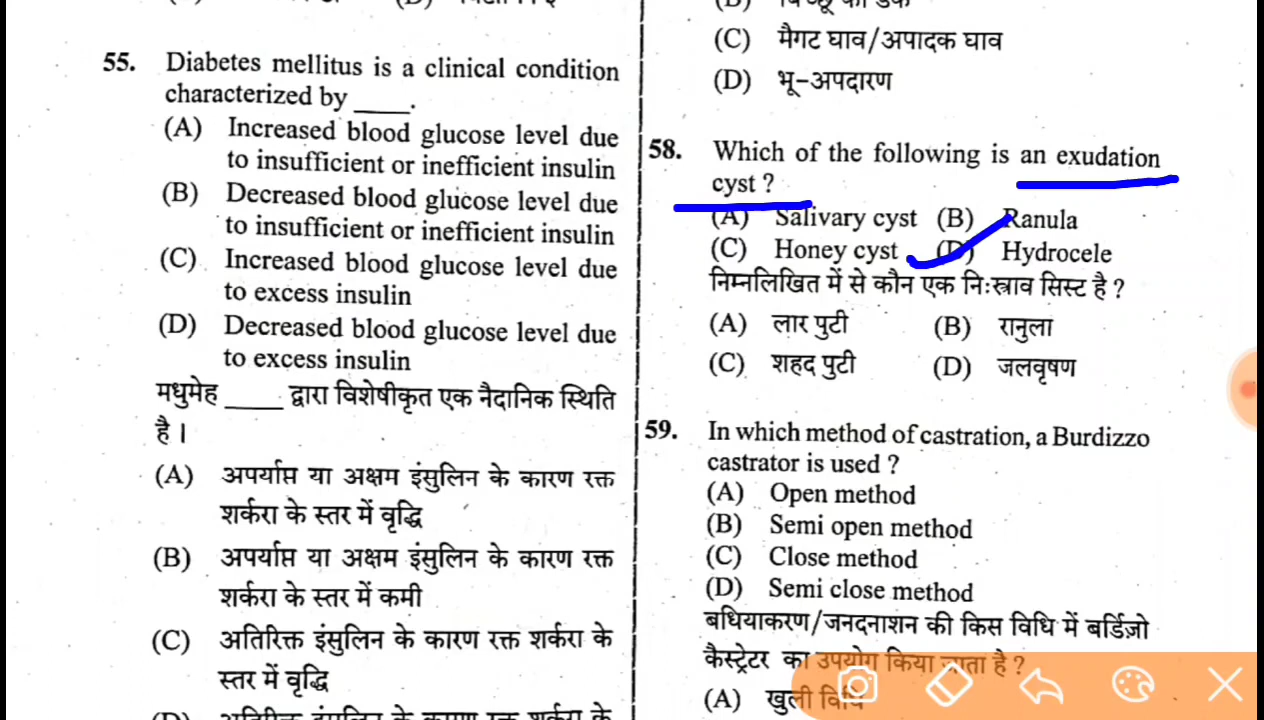 55. Diabetes mellitus is a clinical condition
characterized by ____.
(A) Increased blood glucose level due
to insufficient or inefficient insulin
(B) Decreased blood glucose level due
to insufficient or inefficient insulin
(C) Increased blood glucose level due
to excess insulin
(D) Decreased blood glucose level due
to excess insulin
मधुमेह ____ द्वारा विशेषीकृत एक नैदानिक स्थिति
है।
(A) अपर्याप्त या अक्षम इंसुलिन के कारण रक्त
शर्करा के स्तर में वृद्धि
(B) अपर्याप्त या अक्षम इंसुलिन के कारण रक्त
शर्करा के स्तर में कमी
(C) अतिरिक्त इंसुलिन के कारण रक्त शर्करा के
स्तर में वृद्धि
(D) अतिरिक्त इंसुलिन के कारण रक्त शर्करा के
(C) मैगट घाव/अपादक घाव
(D) भू-अपदारण
58. Which of the following is an exudation
cyst ?
(A) Salivary cyst (B) Ranula
(C) Honey cyst (D) Hydrocele
निम्नलिखित में से कौन एक निःस्त्राव सिस्ट है ?
(A) लार पुटी (B) रानुला
(C) शहद पुटी (D) जलवृषण
59. In which method of castration, a Burdizzo
castrator is used ?
(A) Open method
(B) Semi open method
(C) Close method
(D) Semi close method
बधियाकरण/जनदनाशन की किस विधि में बर्डिज़ो
कैस्ट्रेटर का उपयोग किया जाता है ?
(A) खुली विधि